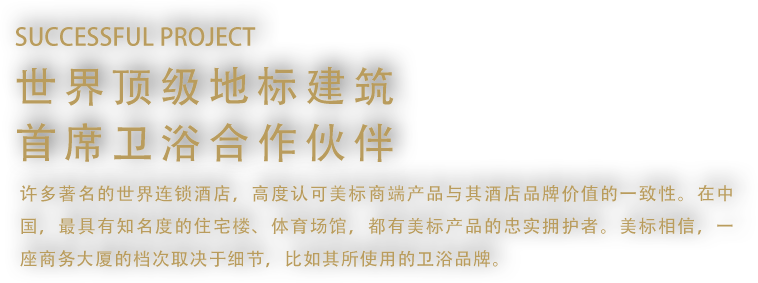 SUCCESSFUL PROJECT
世界顶级地标建筑
首席卫浴合作伙伴
许多著名的世界连锁酒店，高度认可美标商端产品与其酒店品牌价值的一致性。在中
国，最具有知名度的住宅楼、体育场馆，都有美标产品的忠实拥护者。美标相信，一
座商务大厦的档次取决于细节，比如其所使用的卫浴品牌。